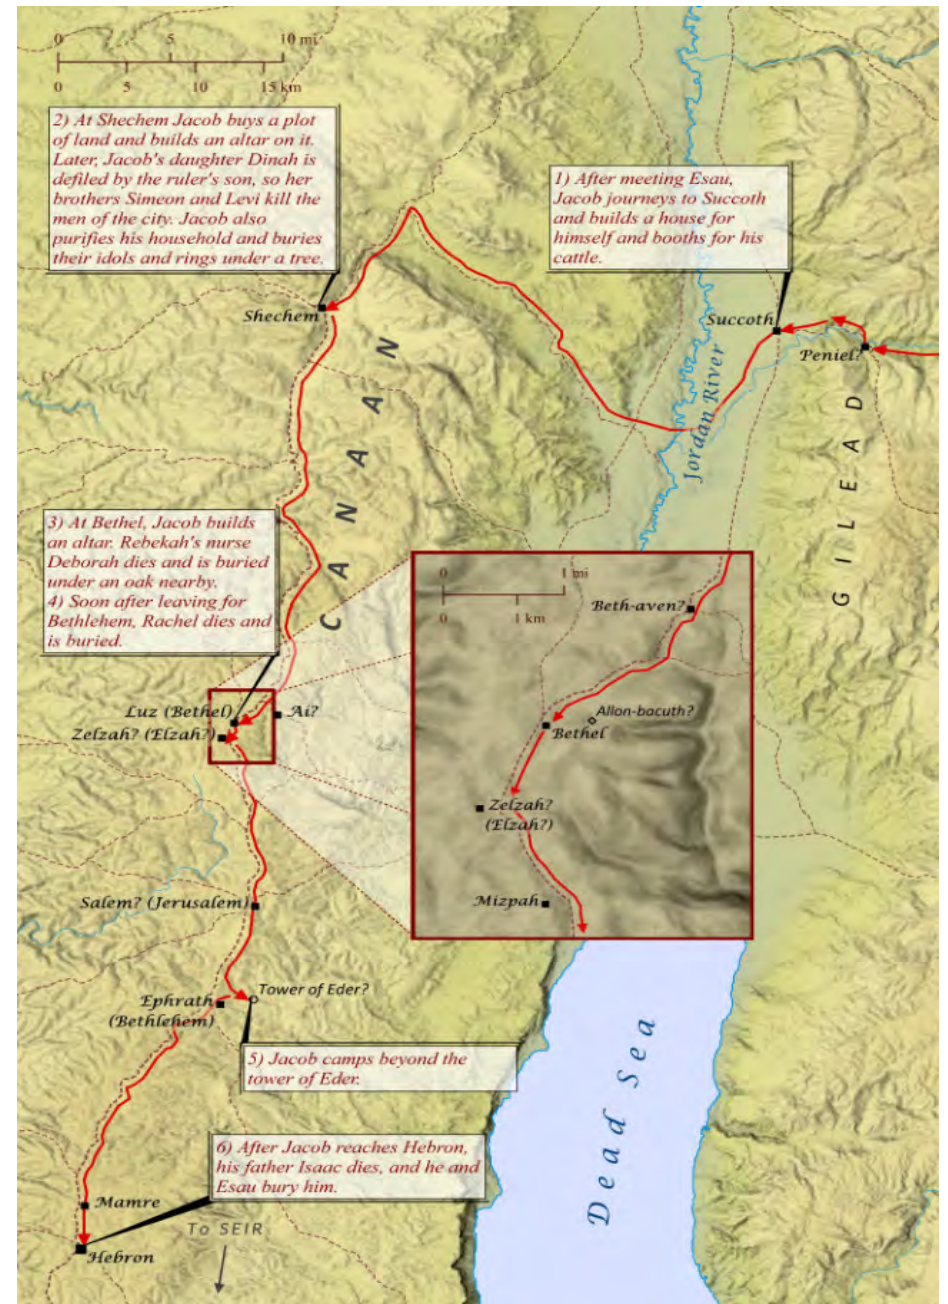 0 5 10 mi
0 5 10 15 km
2) At Shechem Jacob buys a plot
of land and builds an altar on it.
Later, Jacob's daughter Dinah is
defiled by the ruler's son, so her
brothers Simeon and Levi kill the
men of the city. Jacob also
purifies his household and buries
their idols and rings under a tree.
1) After meeting Esau,
Jacob journeys to Succoth
and builds a house for
himself and booths for his
cattle.
Shechem
Succoth
Peniel?
Jordan River
CANAAN
GILEAD
3) At Bethel, Jacob builds
an altar. Rebekah's nurse
Deborah dies and is buried
under an oak nearby.
4) Soon after leaving for
Bethlehem, Rachel dies and
is buried.
0 1 mi
0 1 km
Beth-aven?
Allon-bacuth?
Bethel
Zelzah?
(Elzah?)
Mizpah
Luz (Bethel)
Ai?
Zelzah? (Elzah?)
Salem? (Jerusalem)
Tower of Eder?
Ephrath
(Bethlehem)
5) Jacob camps beyond the
tower of Eder.
Dead Sea
6) After Jacob reaches Hebron,
his father Isaac dies, and he and
Esau bury him.
Mamre
To SEIR
Hebron